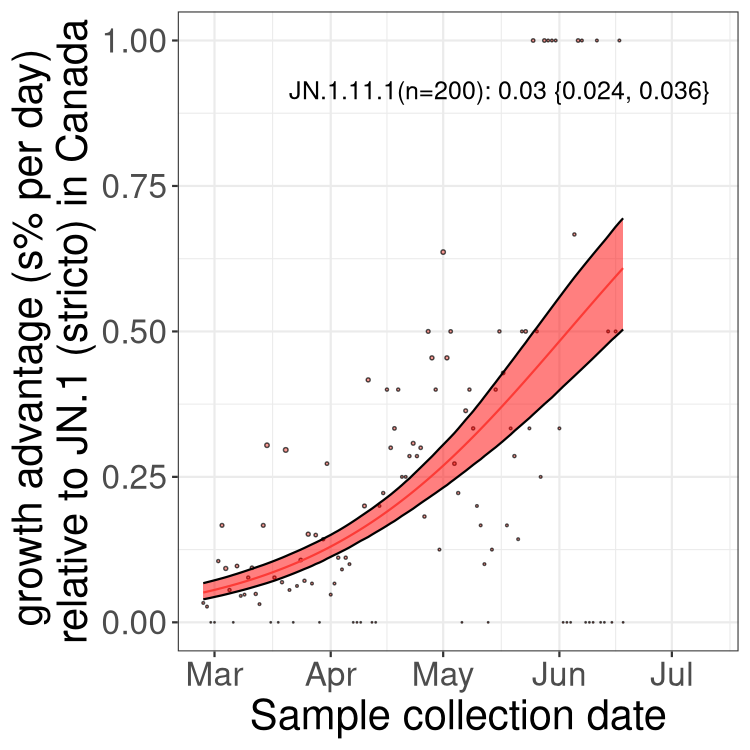 growth advantage (s% per day)
relative to JN.1 (stricto) in Canada
1.00
JN.1.11.1(n=200): 0.03 {0.024, 0.036}
0.75
0.50
0.25
0.00
Mar Apr May Jun Jul
Sample collection date